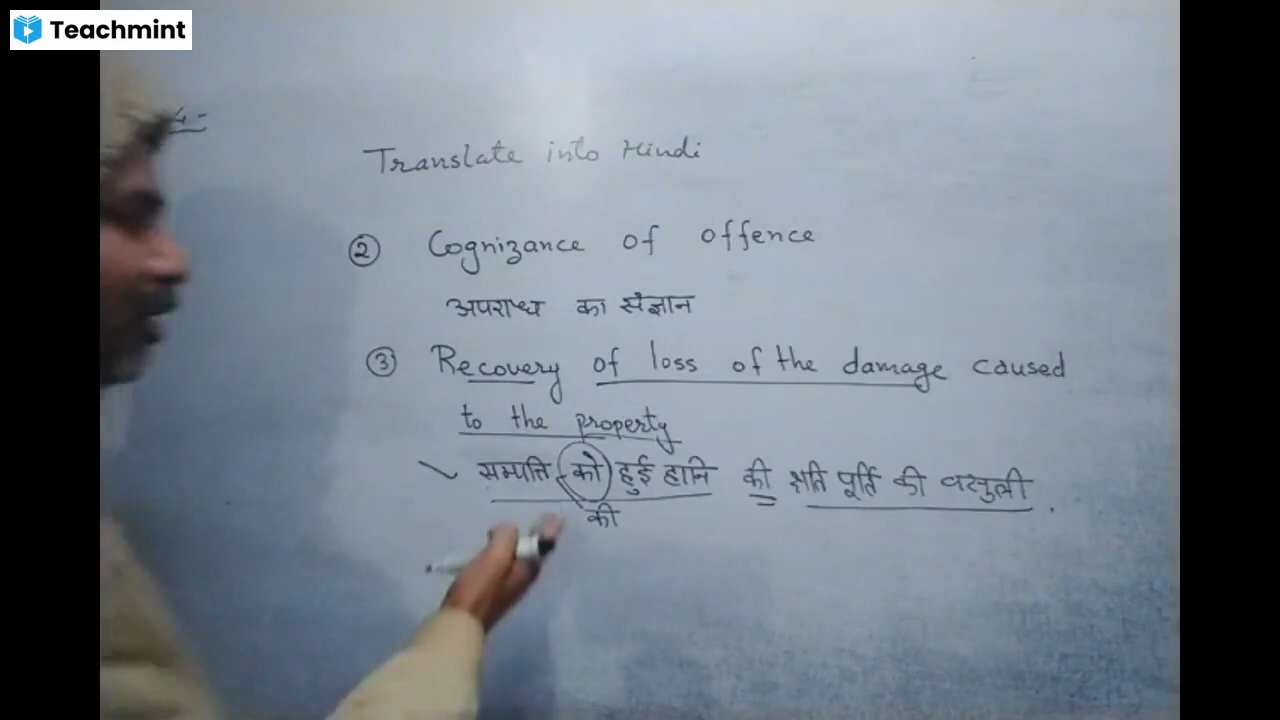 Teachmint
Translate into Hindi
② Cognizance of offence
अपराध का संज्ञान
③ Recovery of loss of the damage caused
to the property
सम्पत्ति को हुई हानि की क्षति पूर्ति की वसूली .
की